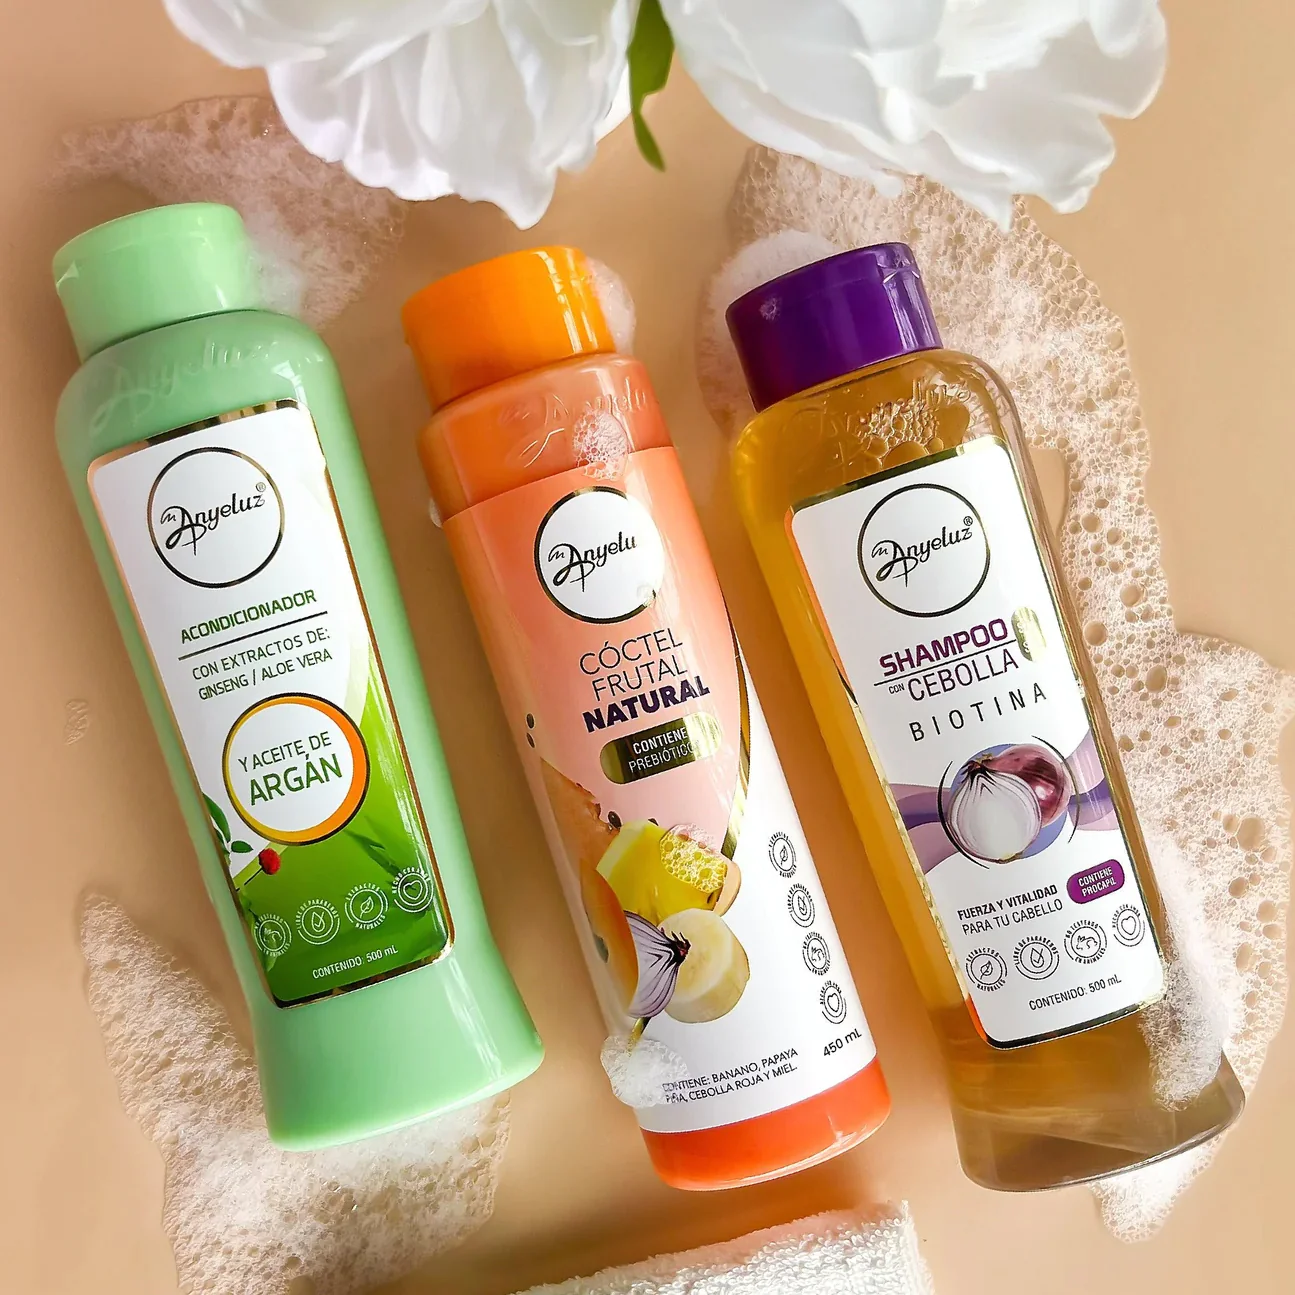 Anyeluz®
ACONDICIONADOR
CON EXTRACTOS DE:
GINSENG / ALOE VERA
Y ACEITE DE
ARGÁN
CONTENIDO: 500 mL
Anyelu
CÓCTEL
FRUTAL
NATURAL
CONTIENE
PREBIÓTICO
CONTIENE: BANANO, PAPAYA
PIÑA, CEBOLLA ROJA Y MIEL.
450 mL
Anyeluz®
SHAMPOO
CON CEBOLLA
BIOTINA
FUERZA Y VITALIDAD
PARA TU CABELLO
CONTIENE
PROCAPIL
CONTENIDO: 500 mL